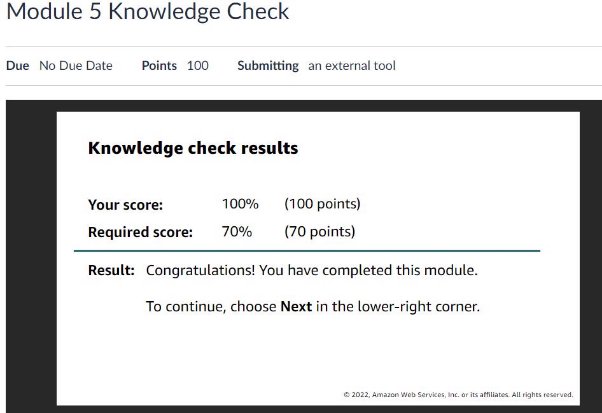 Module 5 Knowledge Check
Due No Due Date Points 100 Submitting an external tool
Knowledge check results
Your score: 100% (100 points)
Required score: 70% (70 points)
Result: Congratulations! You have completed this module.
To continue, choose Next in the lower-right corner.
© 2022, Amazon Web Services, Inc. or its affiliates. All rights reserved.